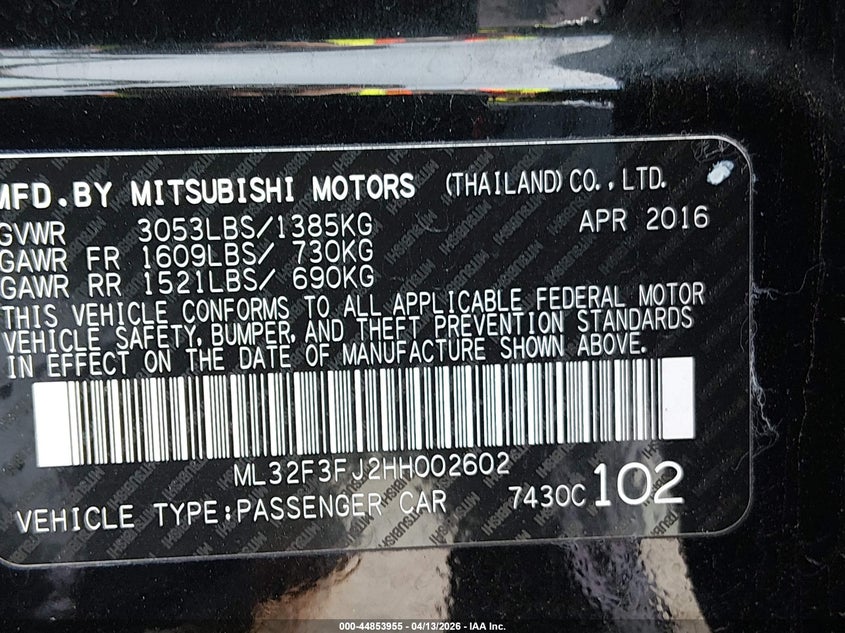 MFD.BY MITSUBISHI MOTORS (THAILAND) CO., LTD.
GVWR 3053LBS/1385KG APR 2016
GAWR FR 1609LBS/ 730KG
GAWR RR 1521LBS/ 690KG
THIS VEHICLE CONFORMS TO ALL APPLICABLE FEDERAL MOTOR
VEHICLE SAFETY, BUMPER, AND THEFT PREVENTION STANDARDS
IN EFFECT ON THE DATE OF MANUFACTURE SHOWN ABOVE.
ML32F3FJ2HH002602
VEHICLE TYPE:PASSENGER CAR 7430C 102
000-44853955 - 04/13/2026 - IAA Inc.